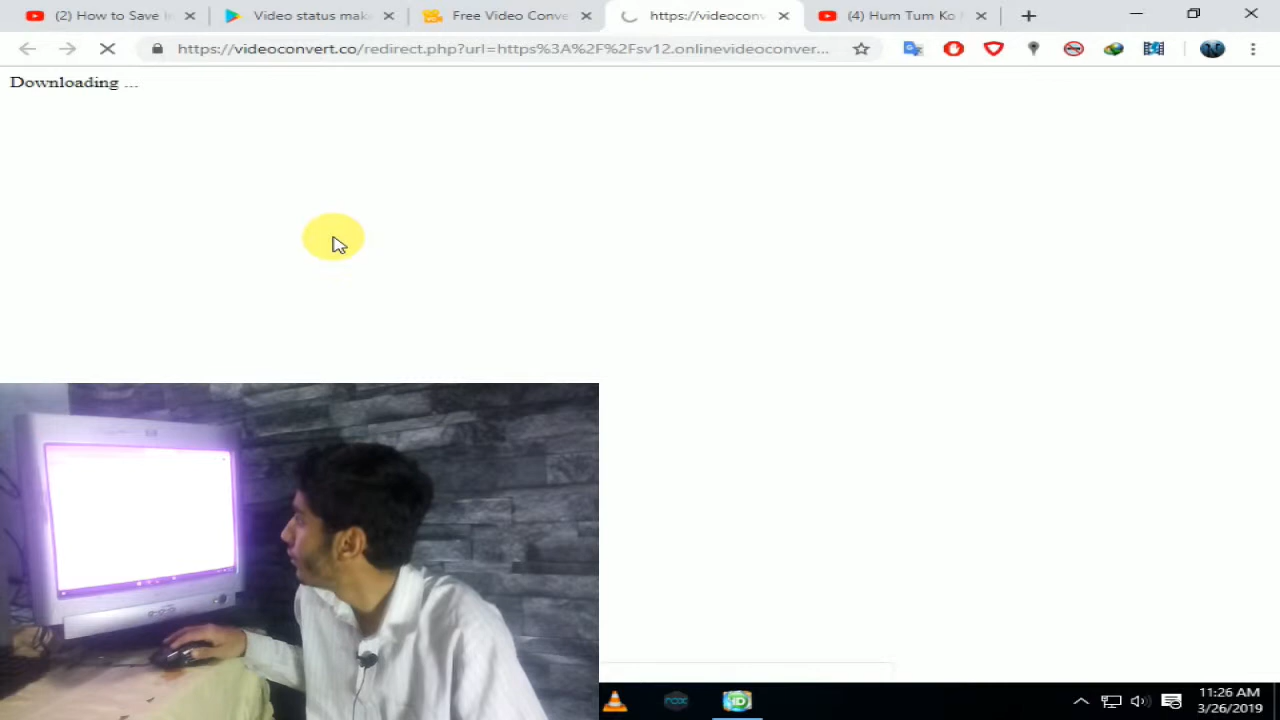 (2) How to Save I
Video status mak
Free Video Conve
https://videoconv
(4) Hum Tum Ko
https://videoconvert.co/redirect.php?url=https%3A%2F%2Fsv12.onlinevideoconver...
Downloading ...
nox
11:26 AM
3/26/2019